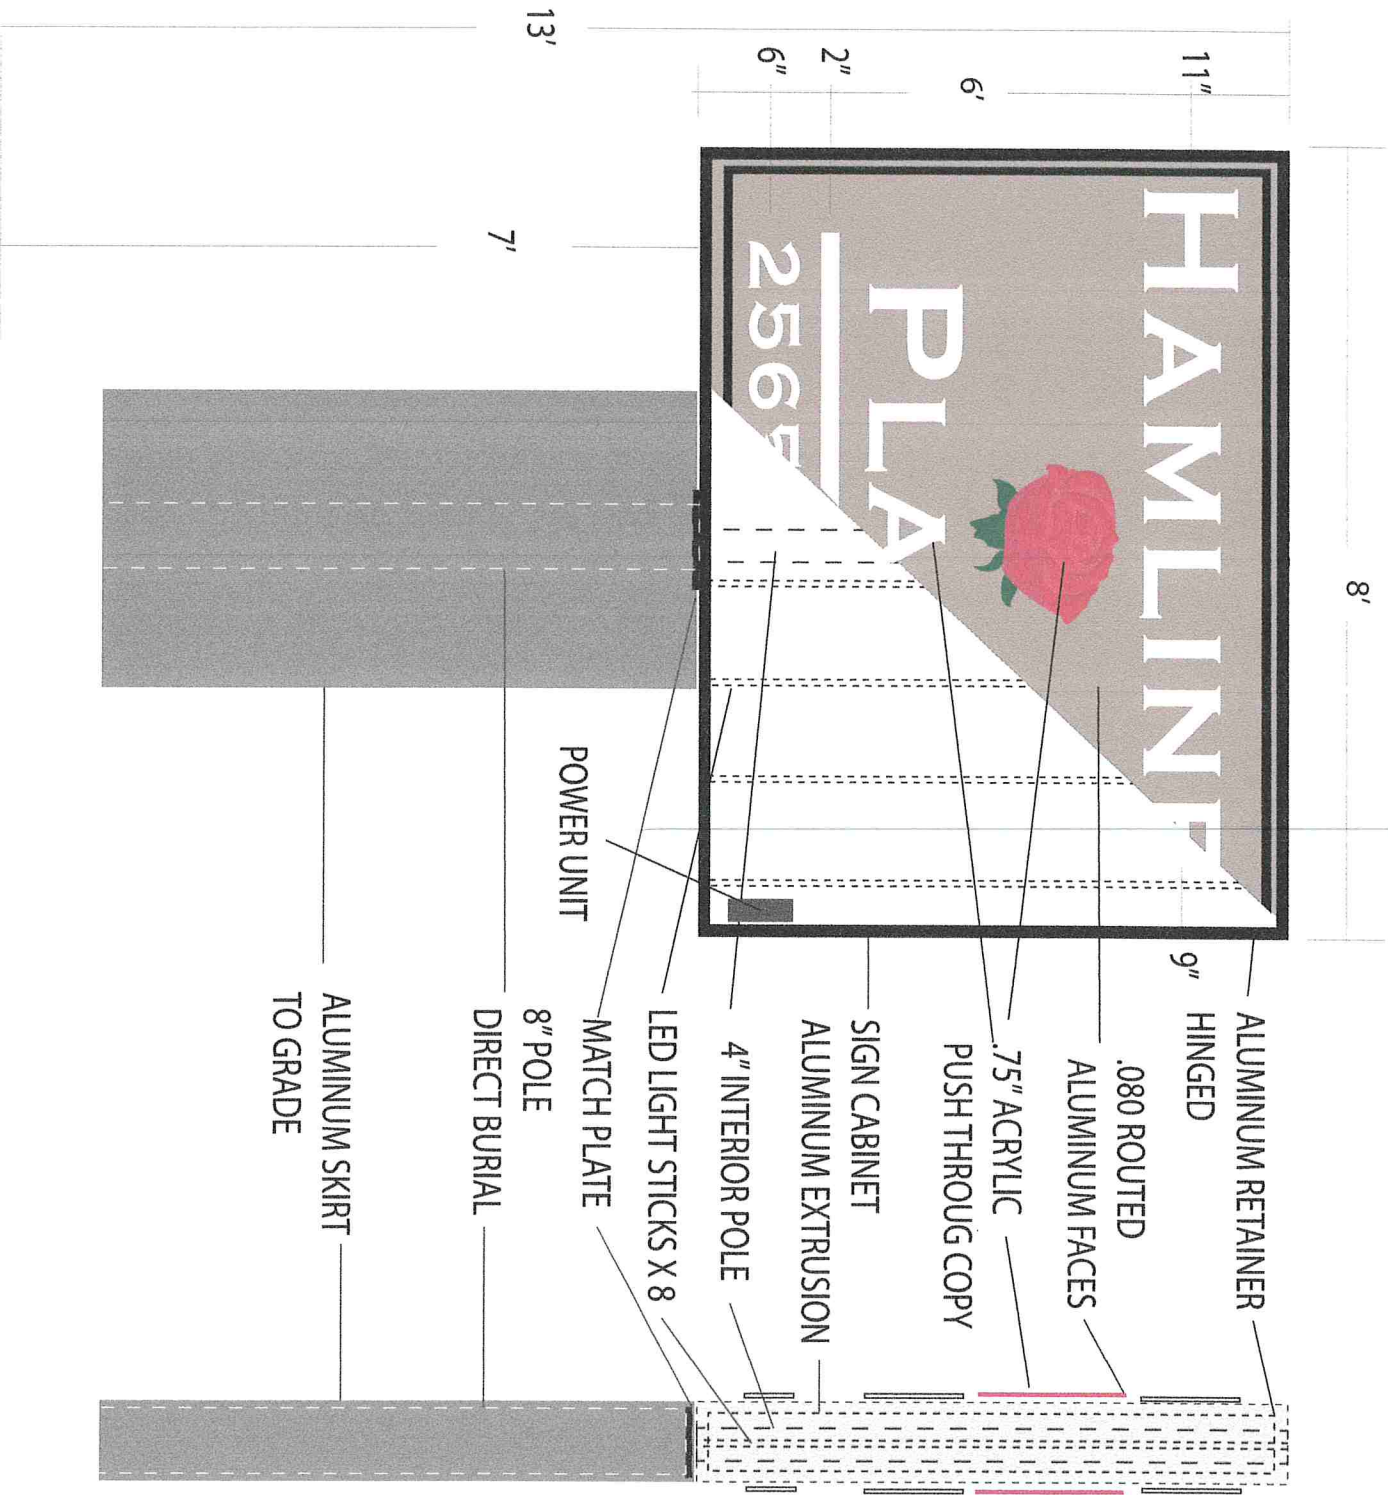 8'
13'
6'
11"
2"
6"
7'
HAMLIN
PLA
256
9"
ALUMINUM RETAINER
HINGED
.080 ROUTED
ALUMINUM FACES
.75" ACRYLIC
PUSH THROUG COPY
SIGN CABINET
ALUMINUM EXTRUSION
4" INTERIOR POLE
LED LIGHT STICKS X 8
MATCH PLATE
POWER UNIT
8" POLE
DIRECT BURIAL
ALUMINUM SKIRT
TO GRADE